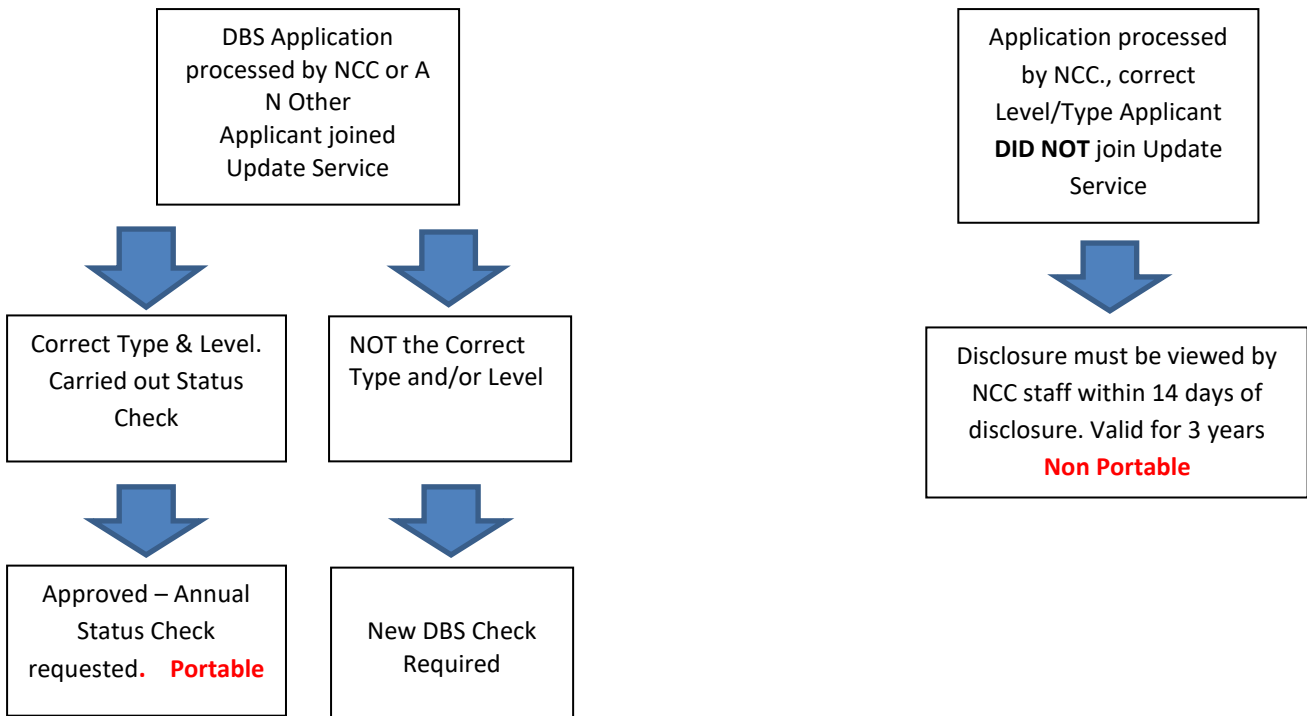 DBS Application
processed by NCC or A
N Other
Applicant joined
Update Service
Application processed
by NCC., correct
Level/Type Applicant
DID NOT join Update
Service
Correct Type & Level.
Carried out Status
Check
NOT the Correct
Type and/or Level
Disclosure must be viewed by
NCC staff within 14 days of
disclosure. Valid for 3 years
Non Portable
Approved – Annual
Status Check
requested. Portable
New DBS Check
Required